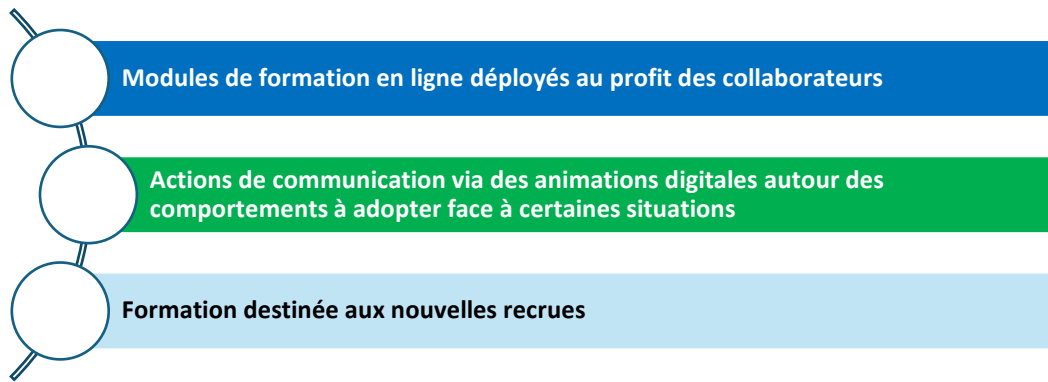 Modules de formation en ligne déployés au profit des collaborateurs
Actions de communication via des animations digitales autour des
comportements à adopter face à certaines situations
Formation destinée aux nouvelles recrues